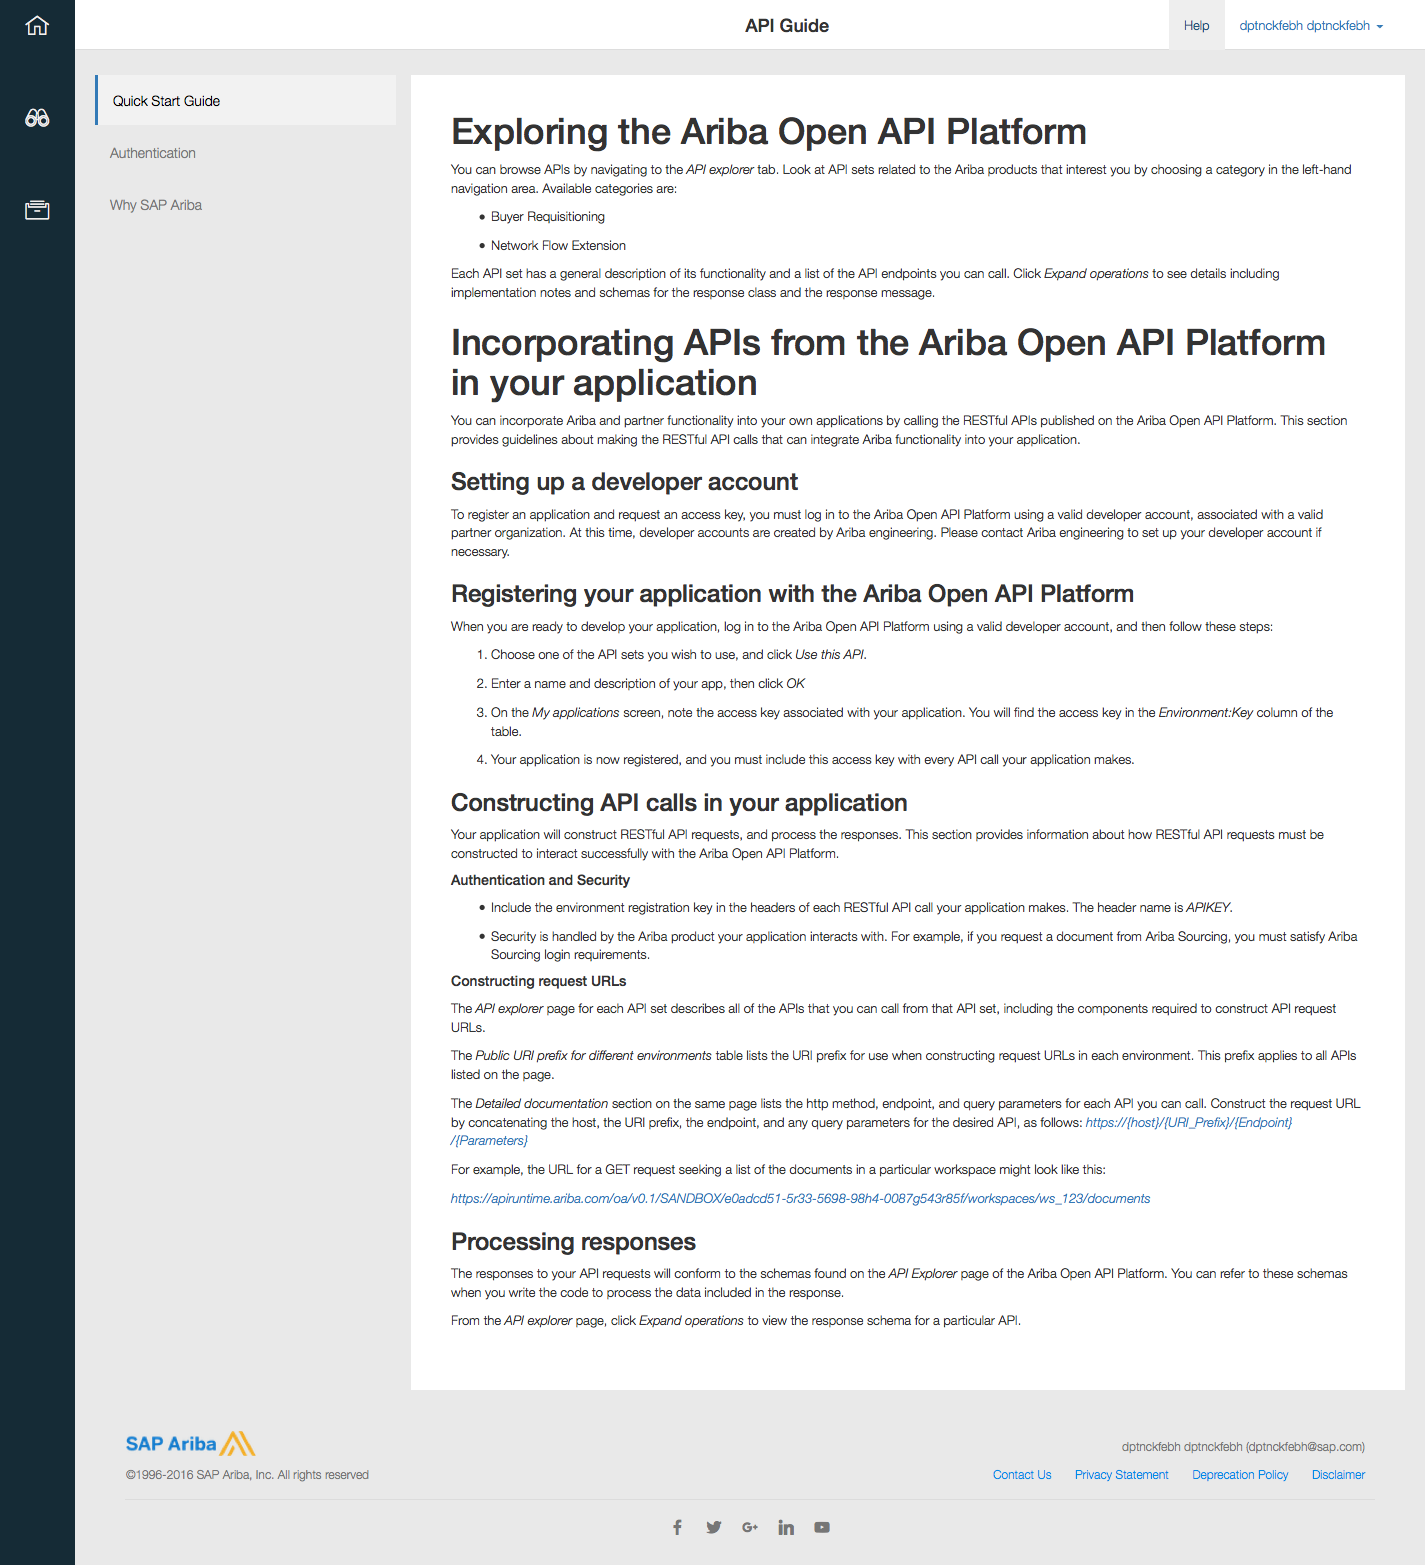 API Guide
Help
dptnckfebh dptnckfebh
Quick Start Guide
Authentication
Why SAP Ariba
Exploring the Ariba Open API Platform
You can browse APIs by navigating to the API explorer tab. Look at API sets related to the Ariba products that interest you by choosing a category in the left-hand
navigation area. Available categories are:
• Buyer Requisitioning
• Network Flow Extension
Each API set has a general description of its functionality and a list of the API endpoints you can call. Click Expand operations to see details including
implementation notes and schemas for the response class and the response message.
Incorporating APIs from the Ariba Open API Platform
in your application
You can incorporate Ariba and partner functionality into your own applications by calling the RESTful APIs published on the Ariba Open API Platform. This section
provides guidelines about making the RESTful API calls that can integrate Ariba functionality into your application.
Setting up a developer account
To register an application and request an access key, you must log in to the Ariba Open API Platform using a valid developer account, associated with a valid
partner organization. At this time, developer accounts are created by Ariba engineering. Please contact Ariba engineering to set up your developer account if
necessary.
Registering your application with the Ariba Open API Platform
When you are ready to develop your application, log in to the Ariba Open API Platform using a valid developer account, and then follow these steps:
1. Choose one of the API sets you wish to use, and click Use this API.
2. Enter a name and description of your app, then click OK
3. On the My applications screen, note the access key associated with your application. You will find the access key in the Environment:Key column of the
table.
4. Your application is now registered, and you must include this access key with every API call your application makes.
Constructing API calls in your application
Your application will construct RESTful API requests, and process the responses. This section provides information about how RESTful API requests must be
constructed to interact successfully with the Ariba Open API Platform.
Authentication and Security
• Include the environment registration key in the headers of each RESTful API call your application makes. The header name is APIKEY.
• Security is handled by the Ariba product your application interacts with. For example, if you request a document from Ariba Sourcing, you must satisfy Ariba
Sourcing login requirements.
Constructing request URLs
The API explorer page for each API set describes all of the APIs that you can call from that API set, including the components required to construct API request
URLs.
The Public URI prefix for different environments table lists the URI prefix for use when constructing request URLs in each environment. This prefix applies to all APIs
listed on the page.
The Detailed documentation section on the same page lists the http method, endpoint, and query parameters for each API you can call. Construct the request URL
by concatenating the host, the URI prefix, the endpoint, and any query parameters for the desired API, as follows: https://{host}/{URI_Prefix}/{Endpoint}
/{Parameters}
For example, the URL for a GET request seeking a list of the documents in a particular workspace might look like this:
https://apiruntime.ariba.com/oa/v0.1/SANDBOX/e0adcd51-5r33-5698-98h4-0087g543r85f/workspaces/ws_123/documents
Processing responses
The responses to your API requests will conform to the schemas found on the API Explorer page of the Ariba Open API Platform. You can refer to these schemas
when you write the code to process the data included in the response.
From the API explorer page, click Expand operations to view the response schema for a particular API.
SAP Ariba
dptnckfebh dptnckfebh (dptnckfebh@sap.com)
©1996-2016 SAP Ariba, Inc. All rights reserved
Contact Us Privacy Statement Deprecation Policy Disclaimer